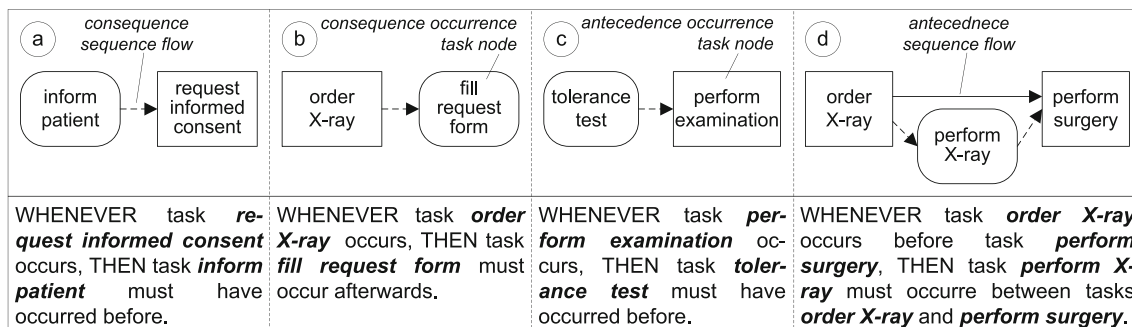 a
consequence
sequence flow
inform
patient
request
informed
consent
WHENEVER task re-
quest informed consent
occurs, THEN task inform
patient must have
occurred before.
b
consequence occurrence
task node
order
X-ray
fill
request
form
WHENEVER task order
X-ray occurs, THEN task
fill request form must
occur afterwards.
c
antecedence occurrence
task node
tolerance
test
perform
examination
WHENEVER task per-
form examination oc-
curs, THEN task toler-
ance test must have
occurred before.
d
antecednece
sequence flow
order
X-ray
perform
X-ray
perform
surgery
WHENEVER task order X-ray
occurs before task perform
surgery, THEN task perform X-
ray must occurre between tasks
order X-ray and perform surgery.